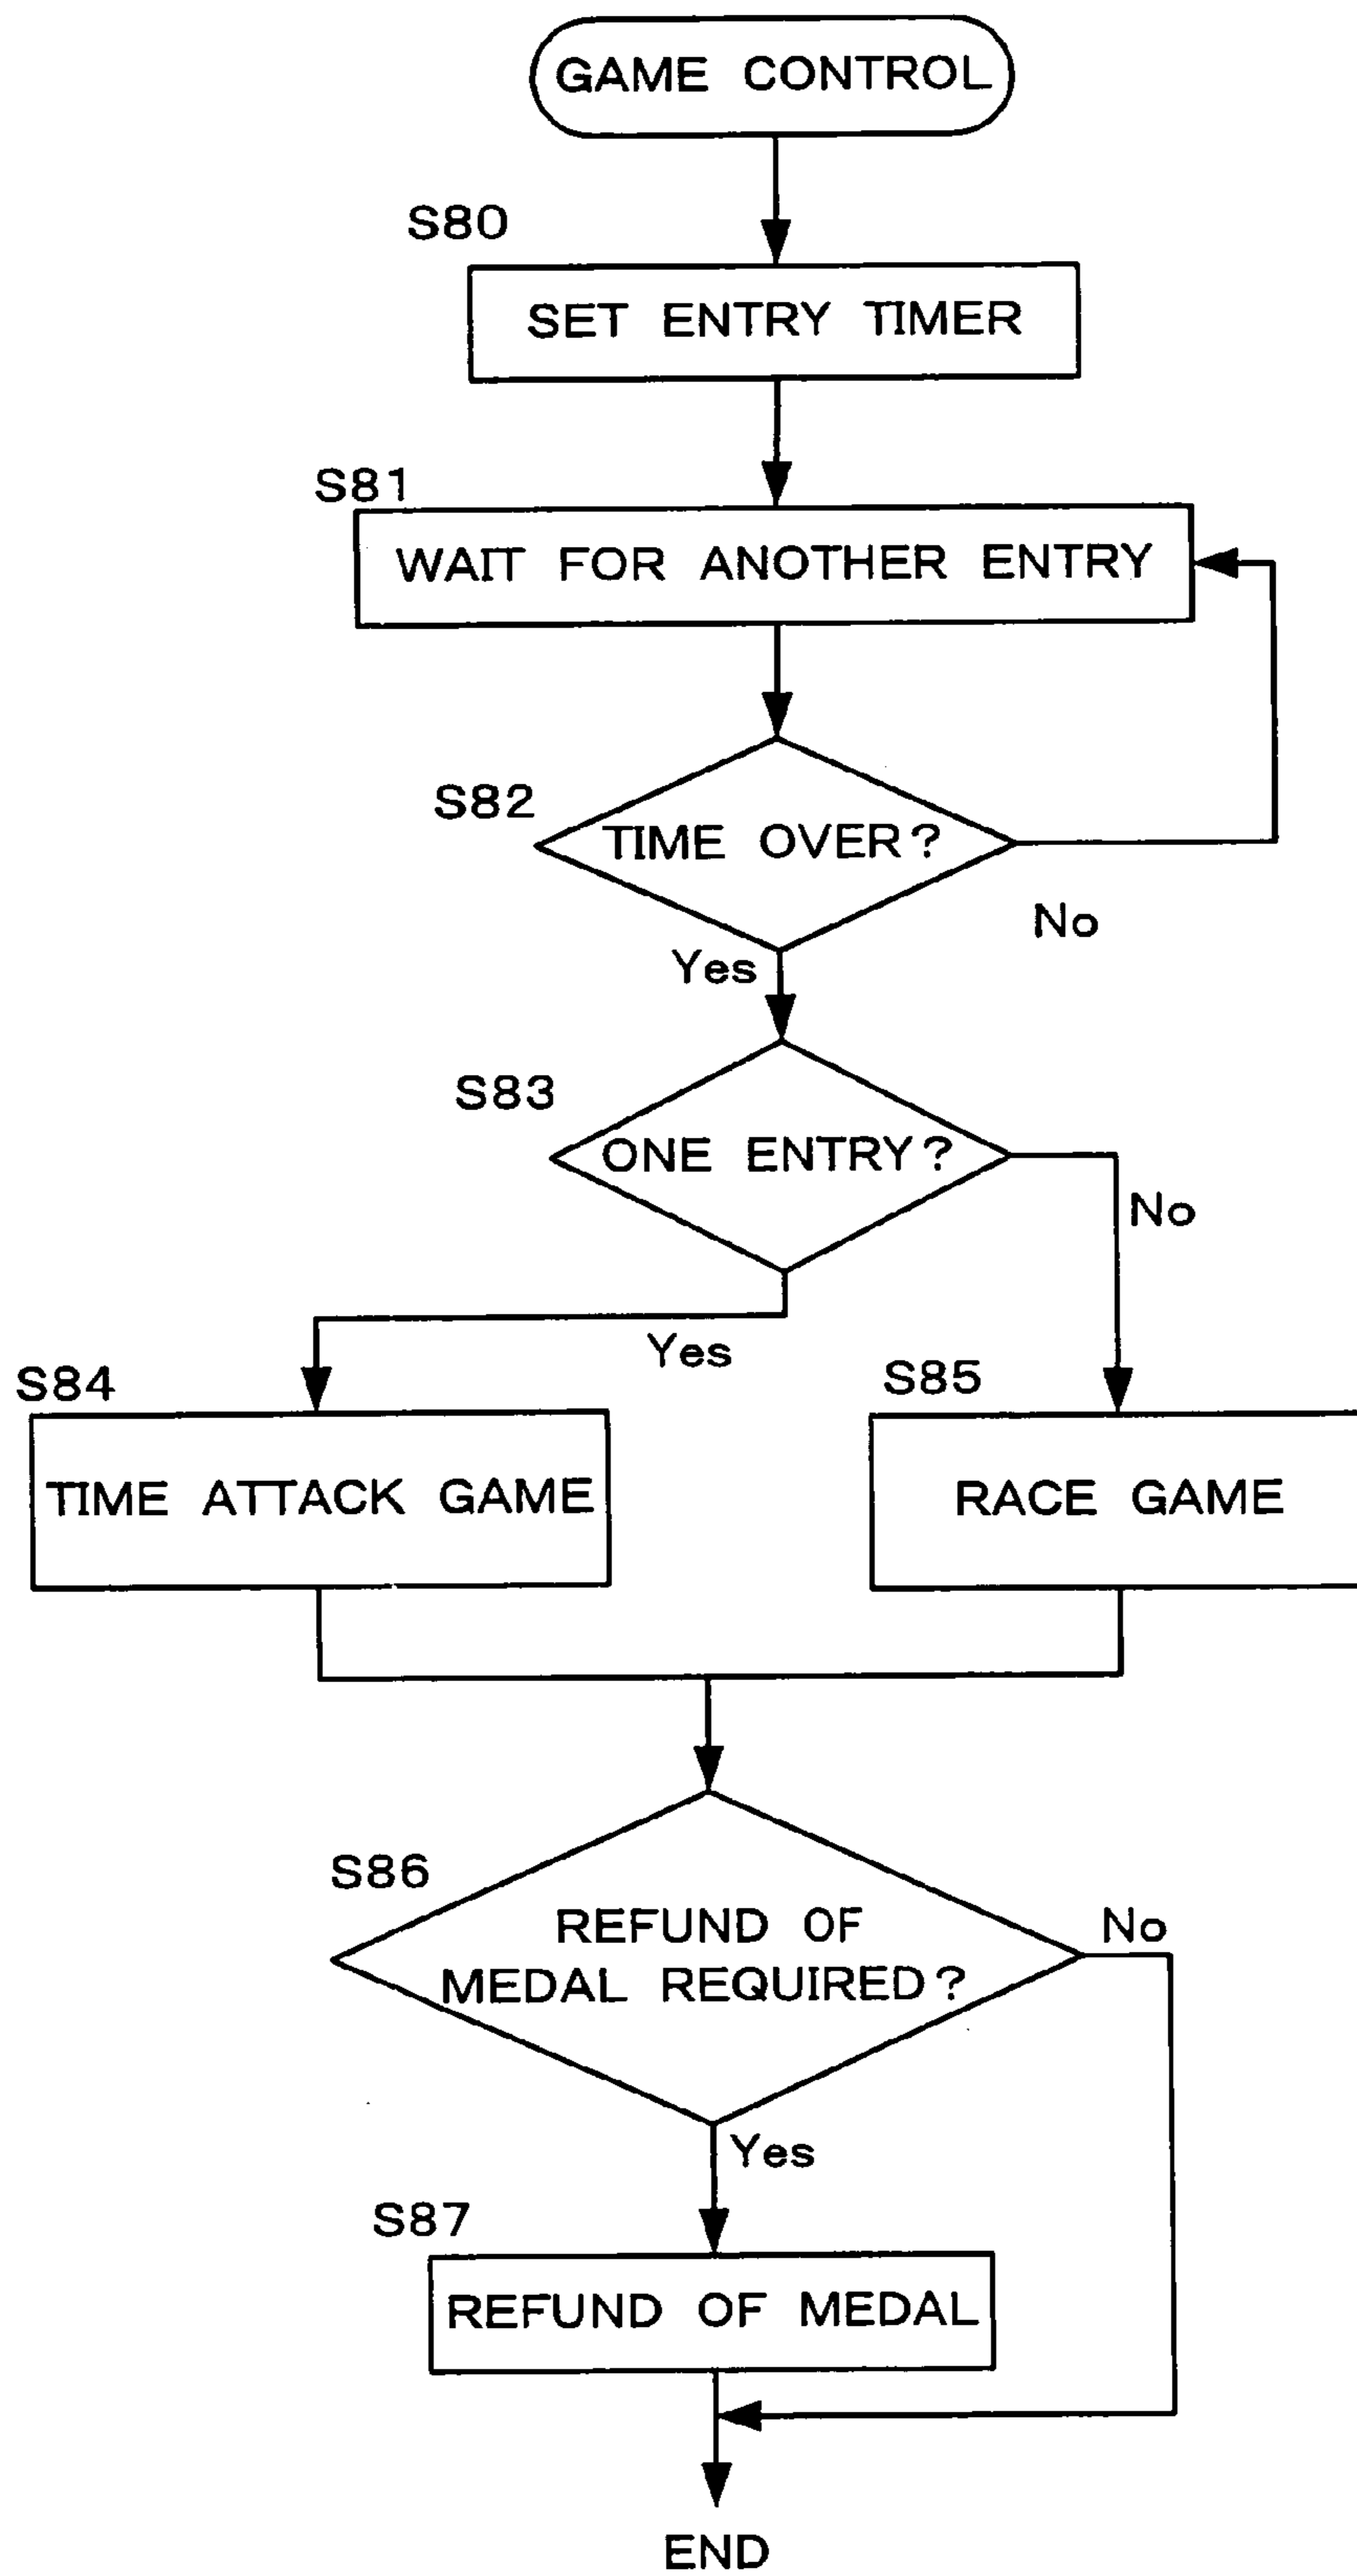 GAME CONTROL
S80
SET ENTRY TIMER
S81
WAIT FOR ANOTHER ENTRY
S82
TIME OVER?
No
Yes
S83
ONE ENTRY?
No
Yes
S84
S85
TIME ATTACK GAME
RACE GAME
S86
REFUND OF
MEDAL REQUIRED?
No
Yes
S87
REFUND OF MEDAL
END